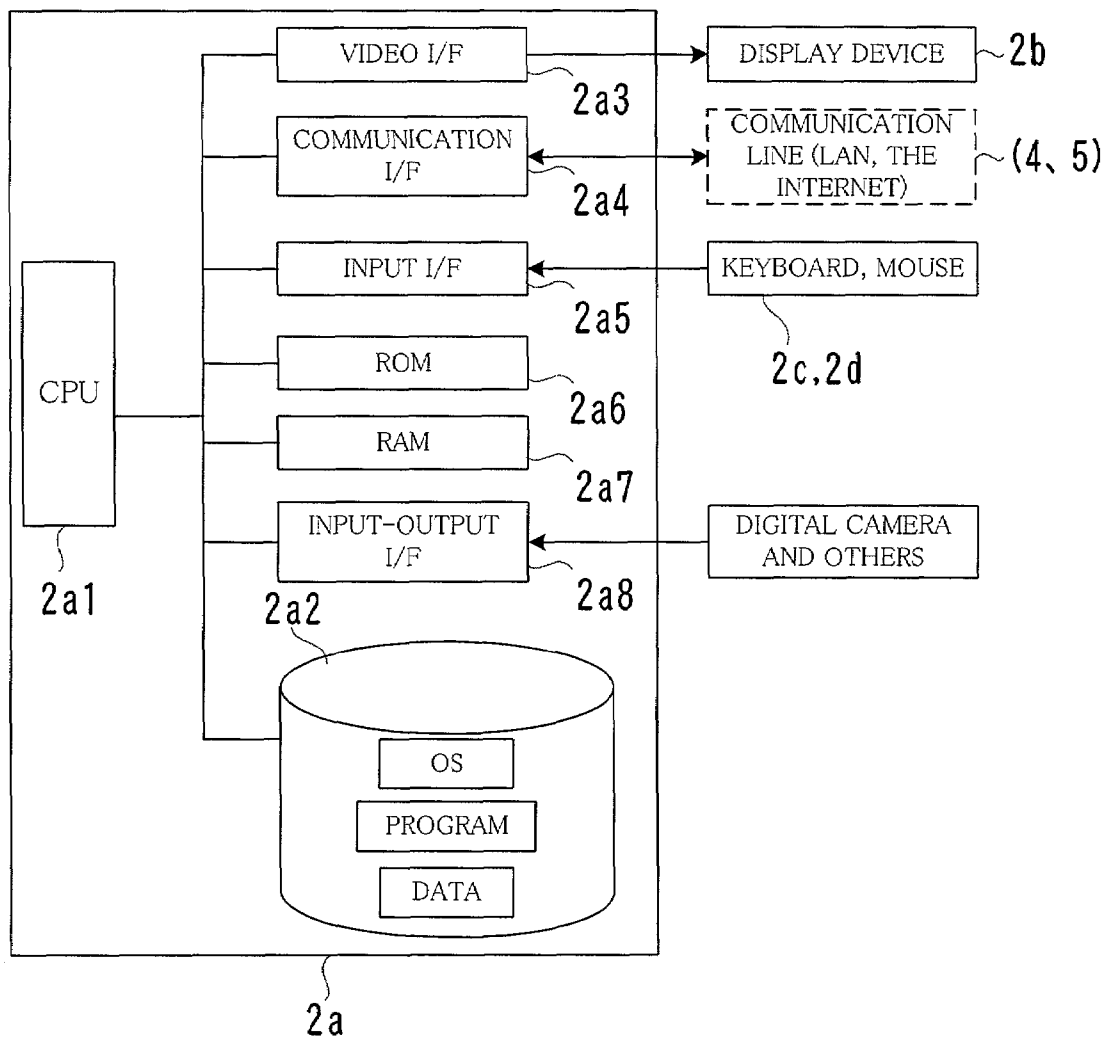 VIDEO I/F
2a3
DISPLAY DEVICE
2b
COMMUNICATION
I/F
2a4
COMMUNICATION
LINE (LAN, THE
INTERNET)
(4、5)
INPUT I/F
2a5
KEYBOARD, MOUSE
2c,2d
CPU
2a1
ROM
2a6
RAM
2a7
INPUT-OUTPUT
I/F
2a8
DIGITAL CAMERA
AND OTHERS
2a2
OS
PROGRAM
DATA
2a